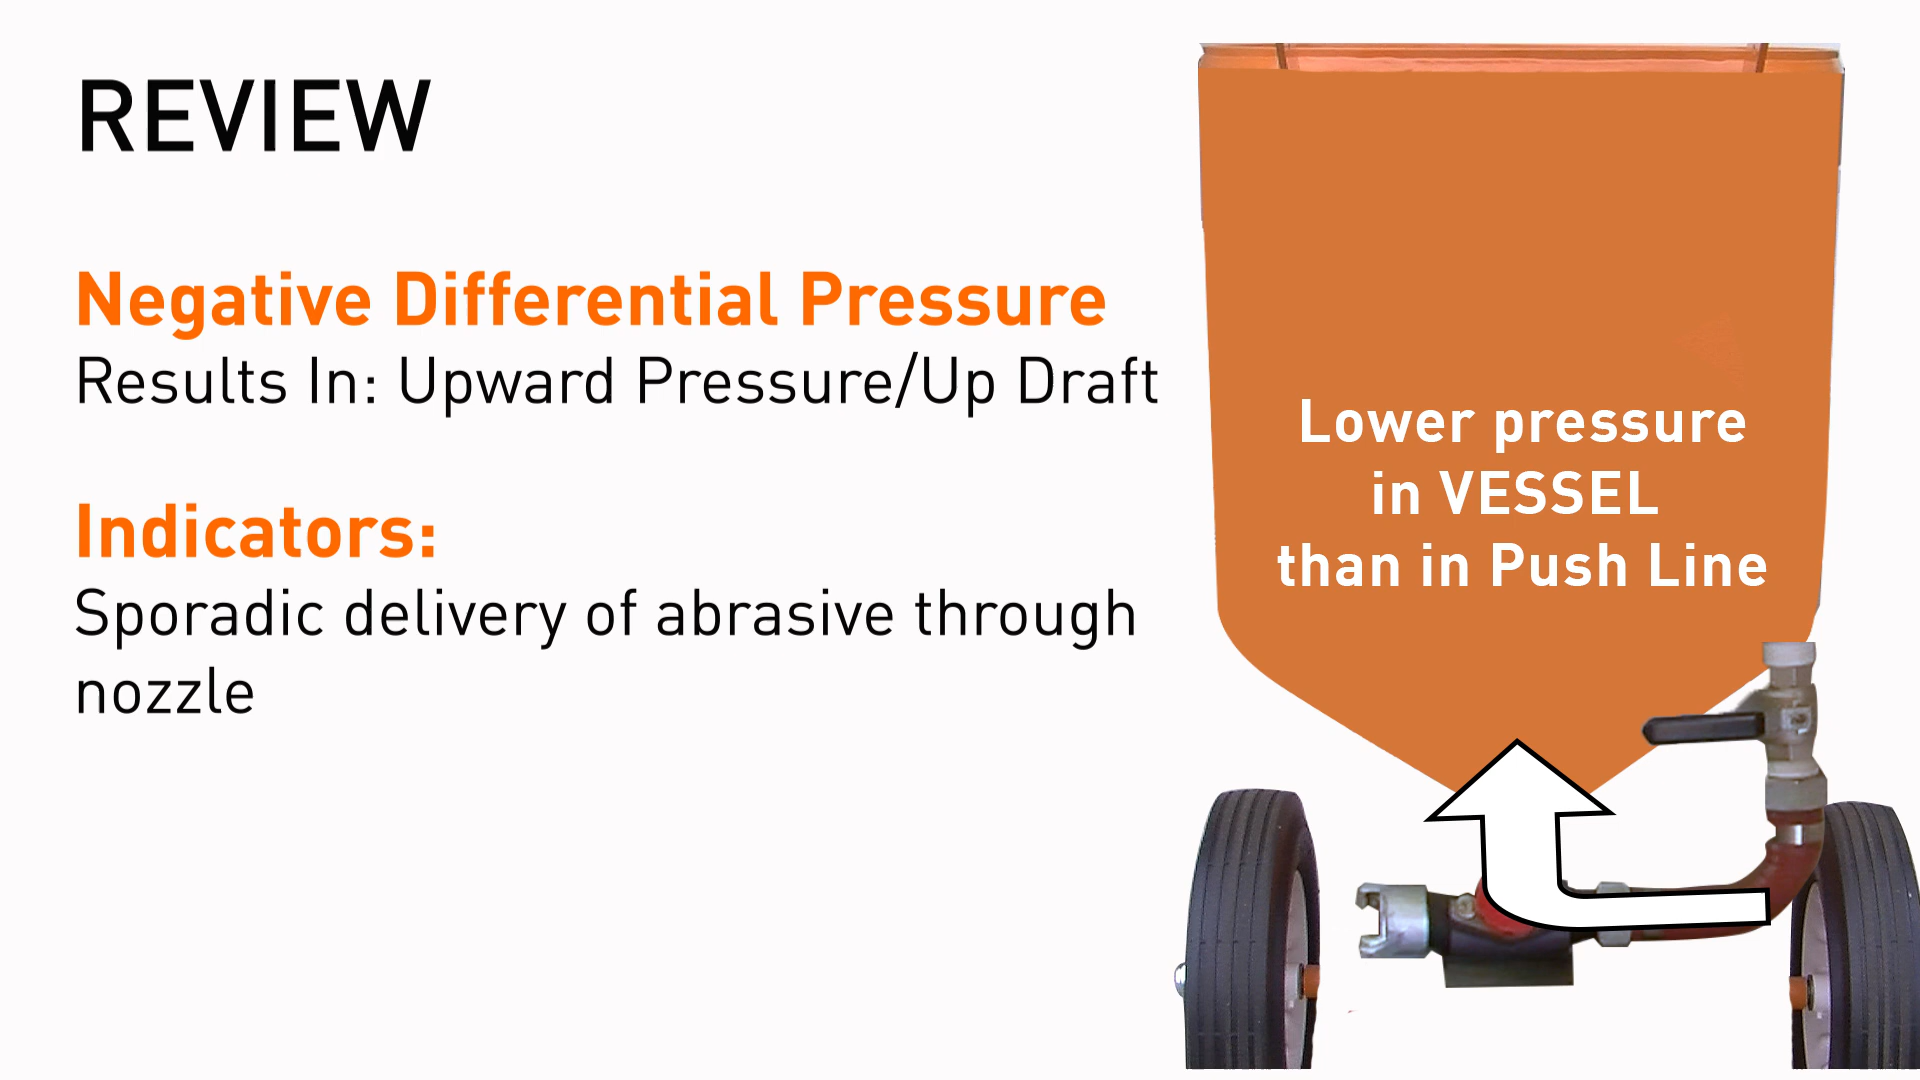 REVIEW
Negative Differential Pressure
Results In: Upward Pressure/Up Draft
Indicators:
Sporadic delivery of abrasive through
nozzle
Lower pressure
in VESSEL
than in Push Line